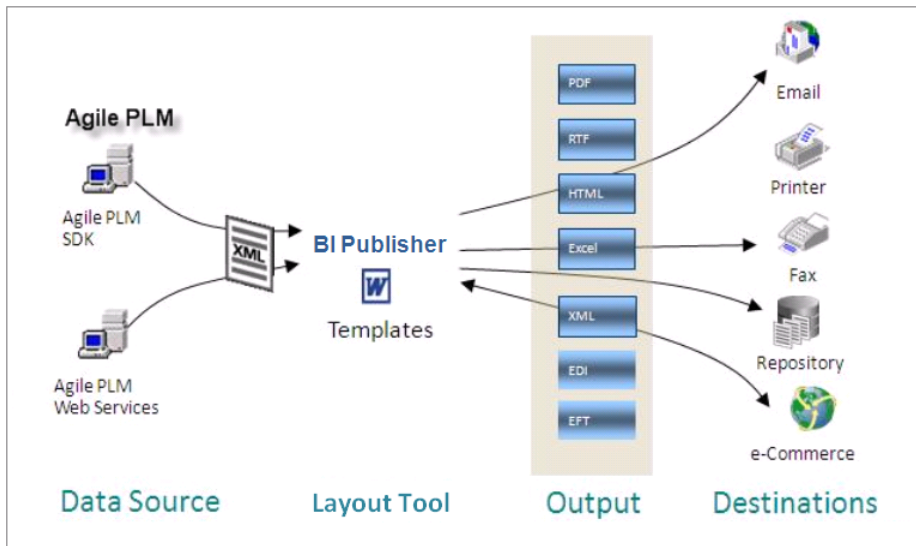 Agile PLM
Agile PLM
SDK
XML
Agile PLM
Web Services
BI Publisher
W
Templates
PDF
RTF
HTML
Excel
XML
EDI
EFT
Email
Printer
Fax
Repository
e-Commerce
Data Source
Layout Tool
Output
Destinations